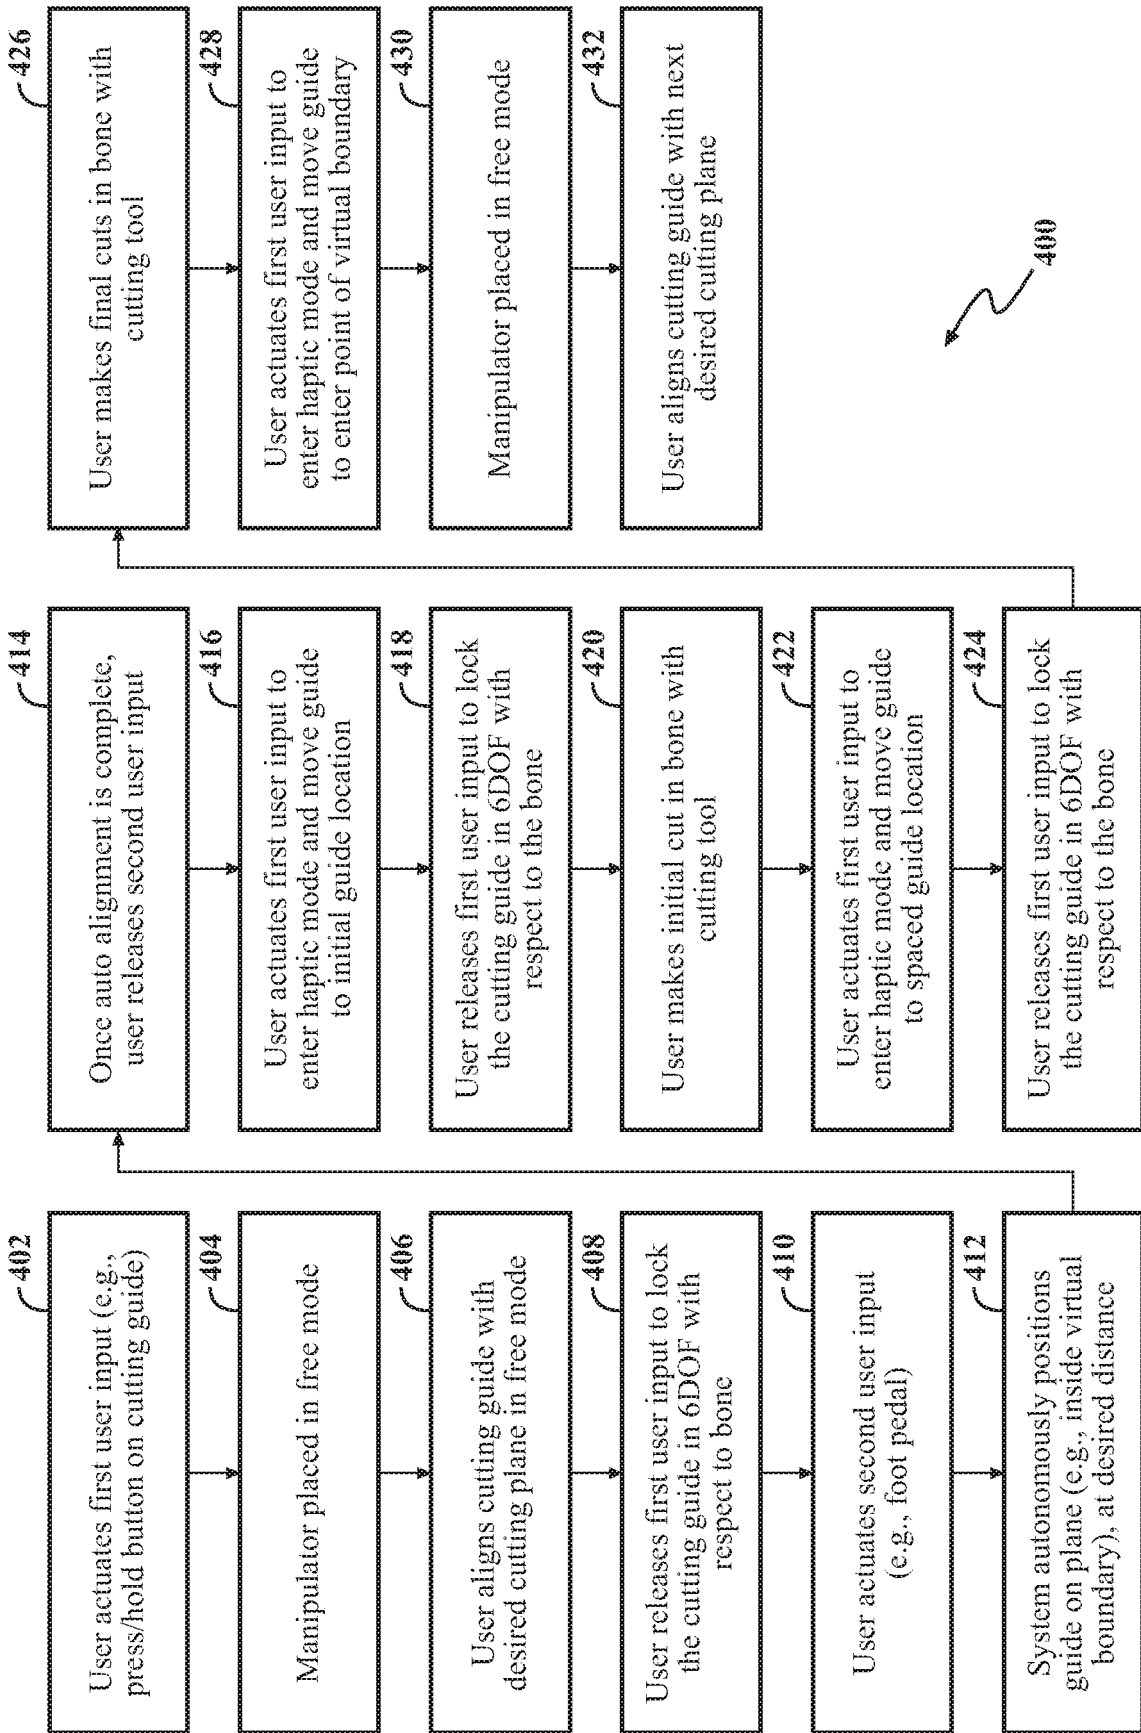 402
User actuates first user input (e.g.,
press/hold button on cutting guide)
404
Manipulator placed in free mode
406
User aligns cutting guide with
desired cutting plane in free mode
408
User releases first user input to lock
the cutting guide in 6DOF with
respect to bone
410
User actuates second user input
(e.g., foot pedal)
412
System autonomously positions
guide on plane (e.g., inside virtual
boundary), at desired distance
414
Once auto alignment is complete,
user releases second user input
416
User actuates first user input to
enter haptic mode and move guide
to initial guide location
418
User releases first user input to lock
the cutting guide in 6DOF with
respect to the bone
420
User makes initial cut in bone with
cutting tool
422
User actuates first user input to
enter haptic mode and move guide
to spaced guide location
424
User releases first user input to lock
the cutting guide in 6DOF with
respect to the bone
426
User makes final cuts in bone with
cutting tool
428
User actuates first user input to
enter haptic mode and move guide
to enter point of virtual boundary
430
Manipulator placed in free mode
432
User aligns cutting guide with next
desired cutting plane
400